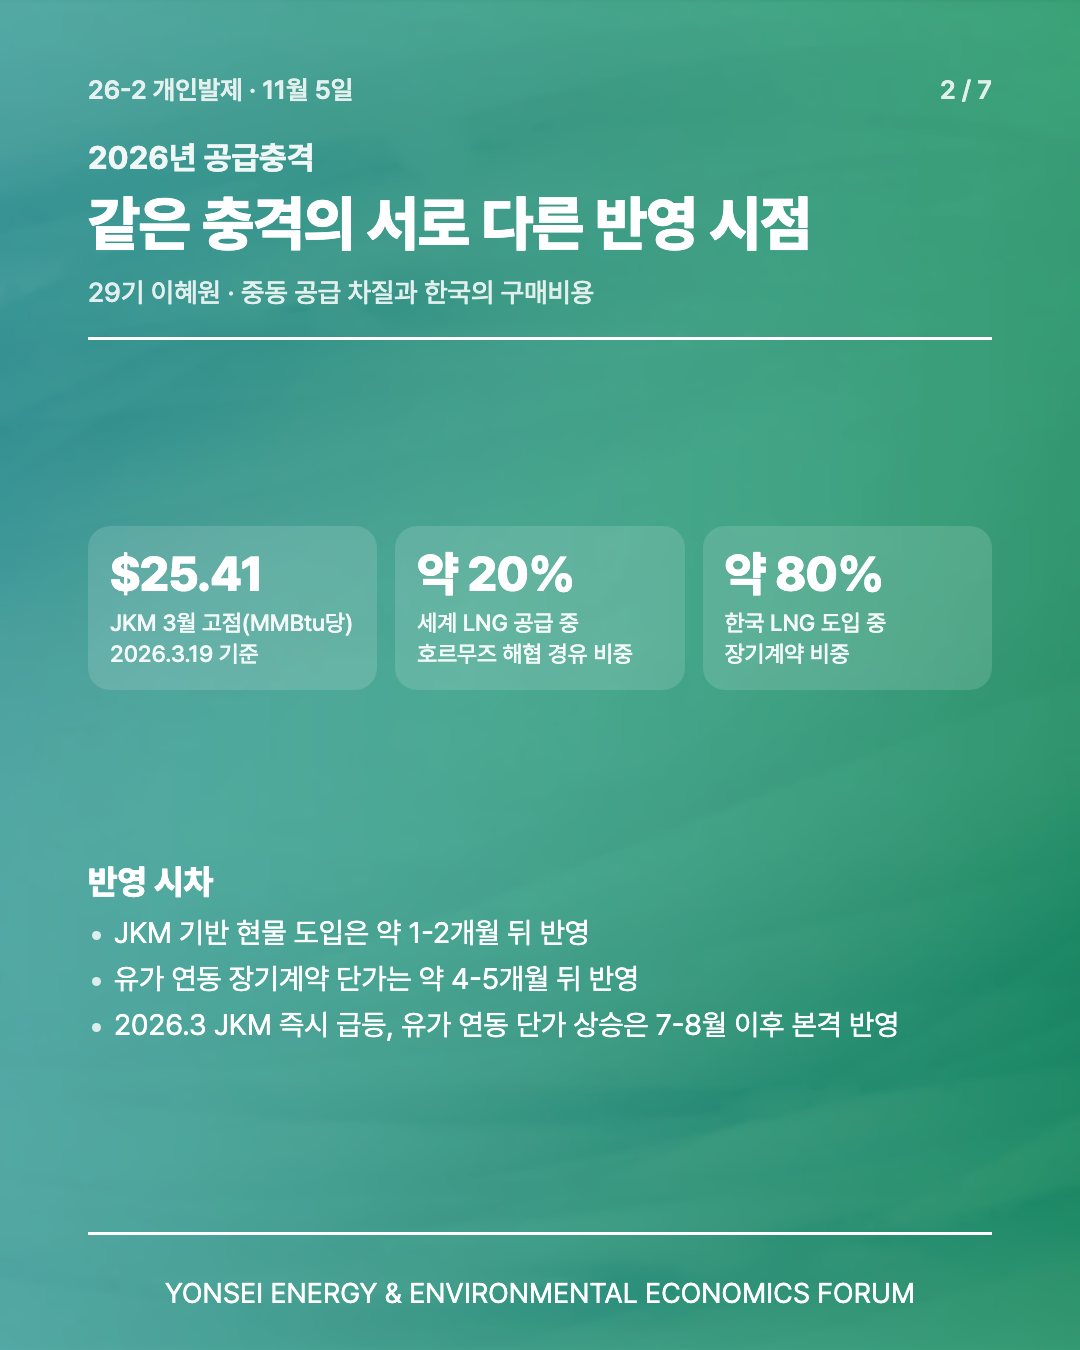 26-2 개인발제 · 11월 5일
2 / 7
2026년 공급충격
같은 충격의 서로 다른 반영 시점
29기 이혜원 · 중동 공급 차질과 한국의 구매비용
$25.41
JKM 3월 고점(MMBtu당)
2026.3.19 기준
약 20%
세계 LNG 공급 중
호르무즈 해협 경유 비중
약 80%
한국 LNG 도입 중
장기계약 비중
반영 시차
• JKM 기반 현물 도입은 약 1-2개월 뒤 반영
• 유가 연동 장기계약 단가는 약 4-5개월 뒤 반영
• 2026.3 JKM 즉시 급등, 유가 연동 단가 상승은 7-8월 이후 본격 반영
YONSEI ENERGY & ENVIRONMENTAL ECONOMICS FORUM